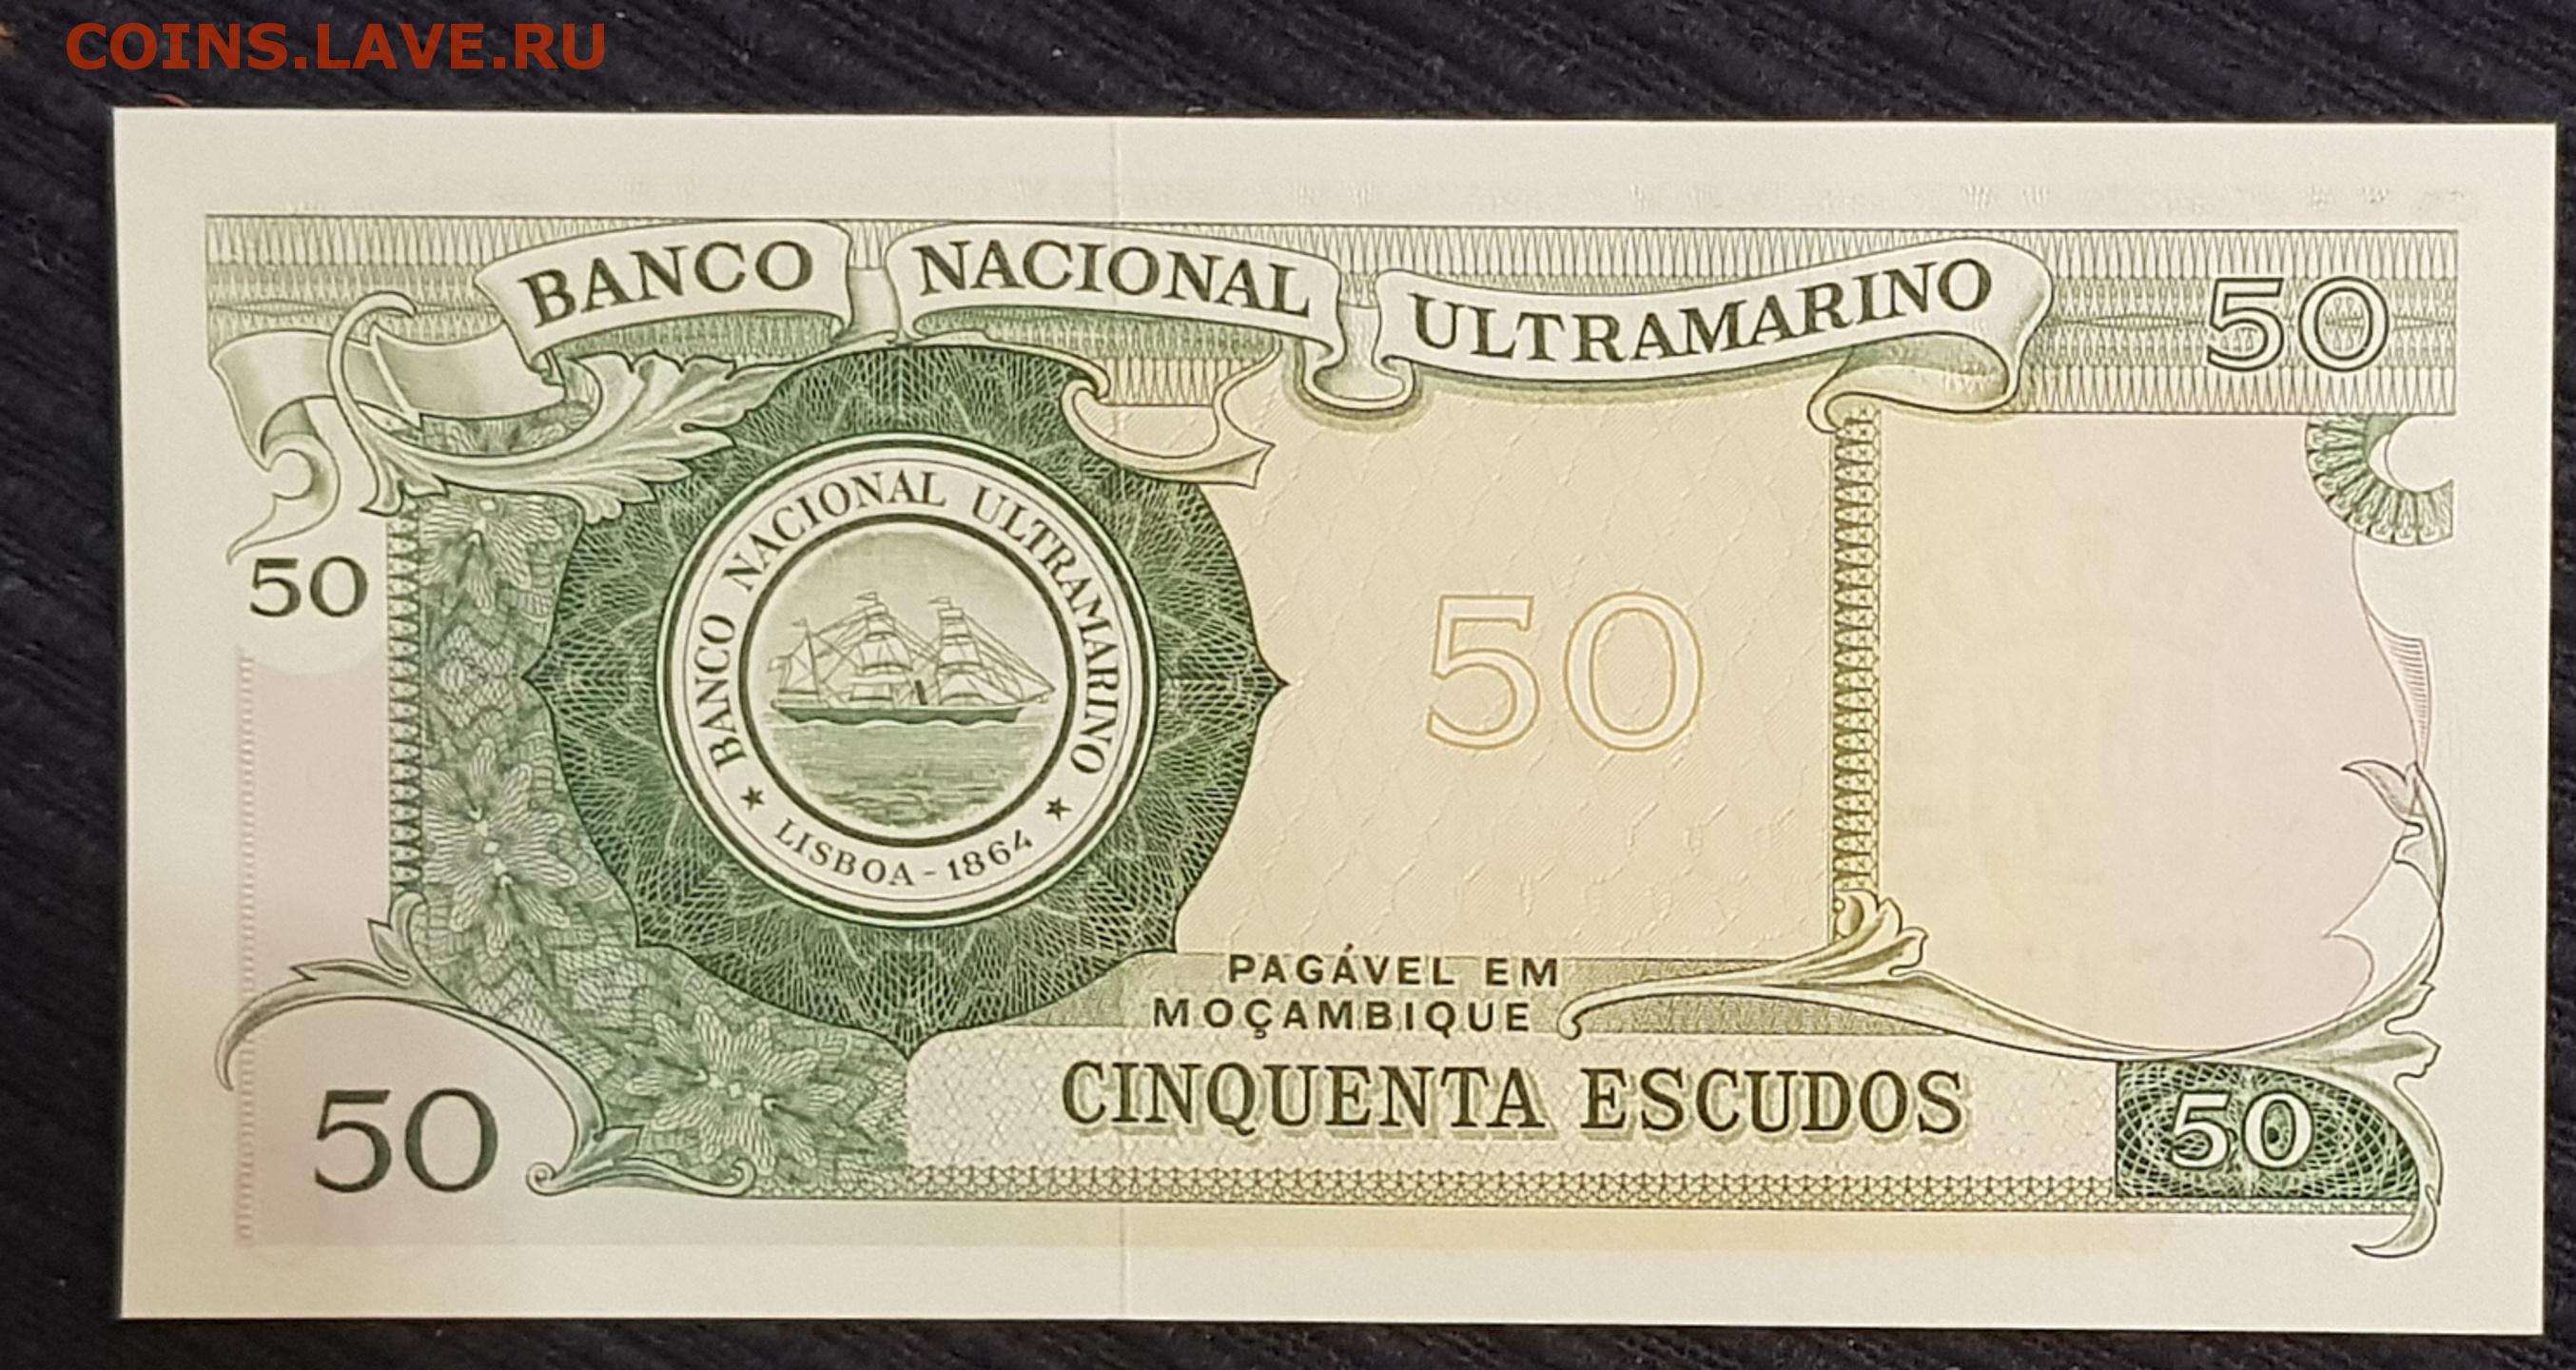 COINS.LAVE.RU
BANCO NACIONAL ULTRAMARINO
50
50
BANCO NACIONAL ULTRAMARINO
★ LISBOA - 1864 ★
50
PAGÁVEL EM
MOÇAMBIQUE
CINQUENTA ESCUDOS
50
50